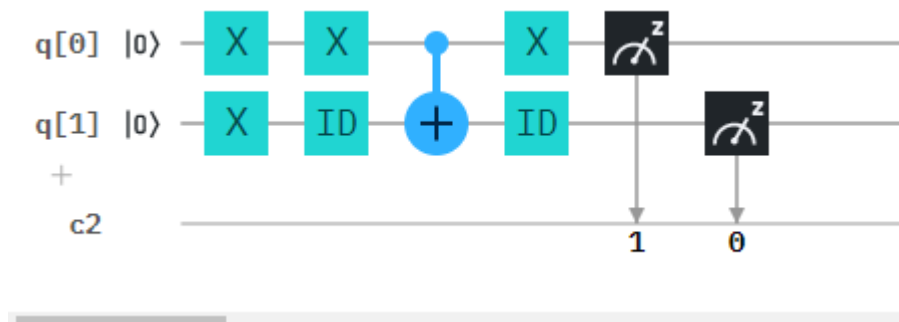 q[0] |0⟩ X X X z
q[1] |0⟩ X ID + ID z
+
c2
1 0